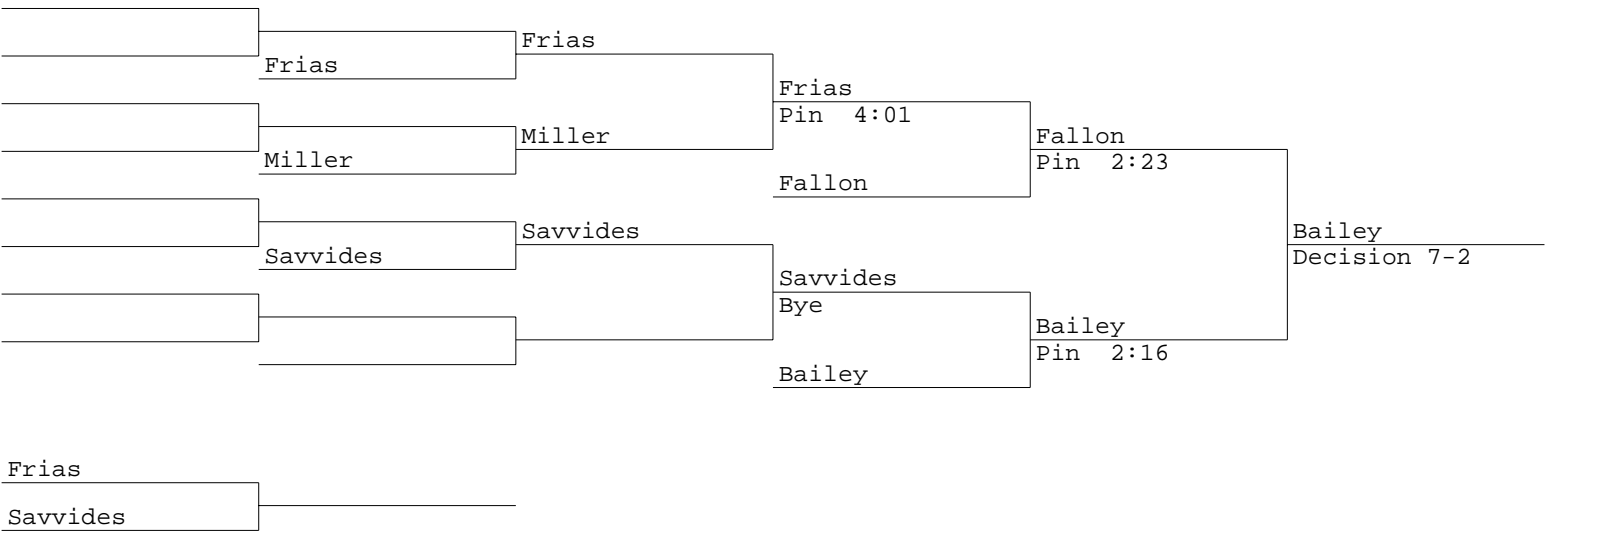 Frias
Frias
Frias
Pin 4:01
Miller
Fallon
Miller
Pin 2:23
Fallon
Savvides
Bailey
Savvides
Decision 7-2
Savvides
Bye
Bailey
Pin 2:16
Bailey
Frias
Savvides